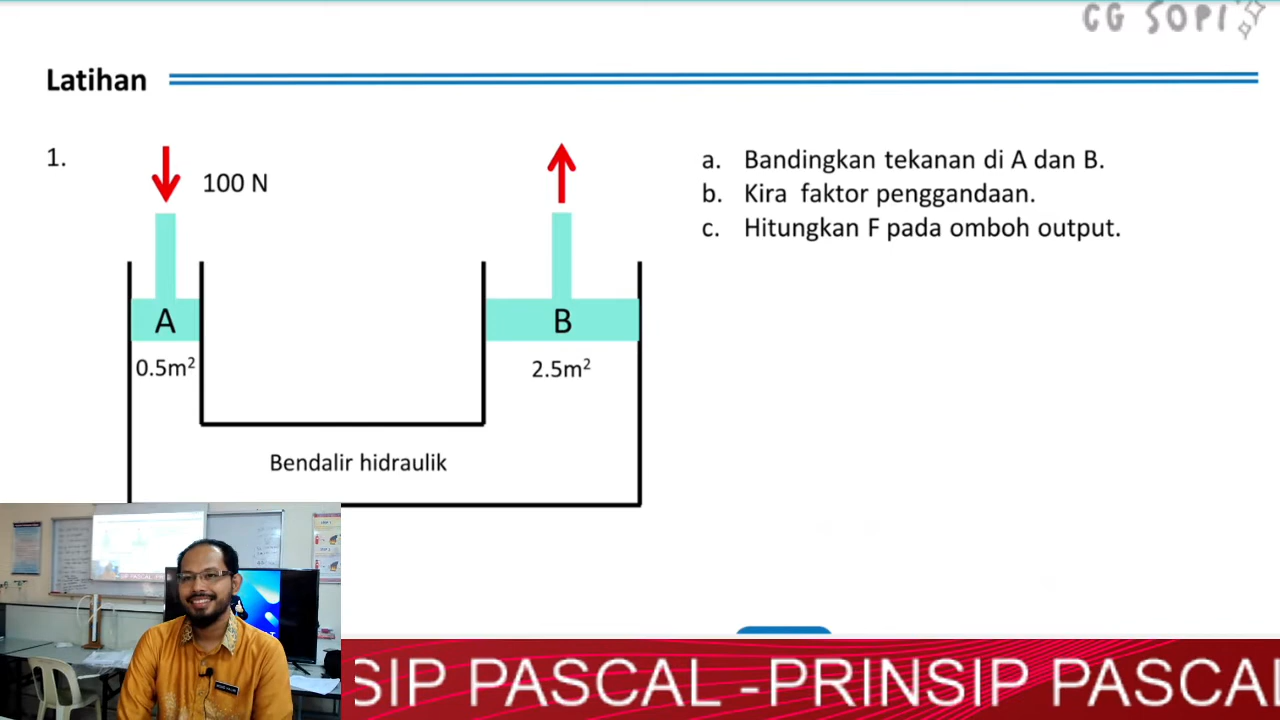 CG SOPI
Latihan
1.
100 N
a. Bandingkan tekanan di A dan B.
b. Kira faktor penggandaan.
c. Hitungkan F pada omboh output.
A
B
0.5m²
2.5m²
Bendalir hidraulik
SIP PASCAL -PRINSIP PASCAL